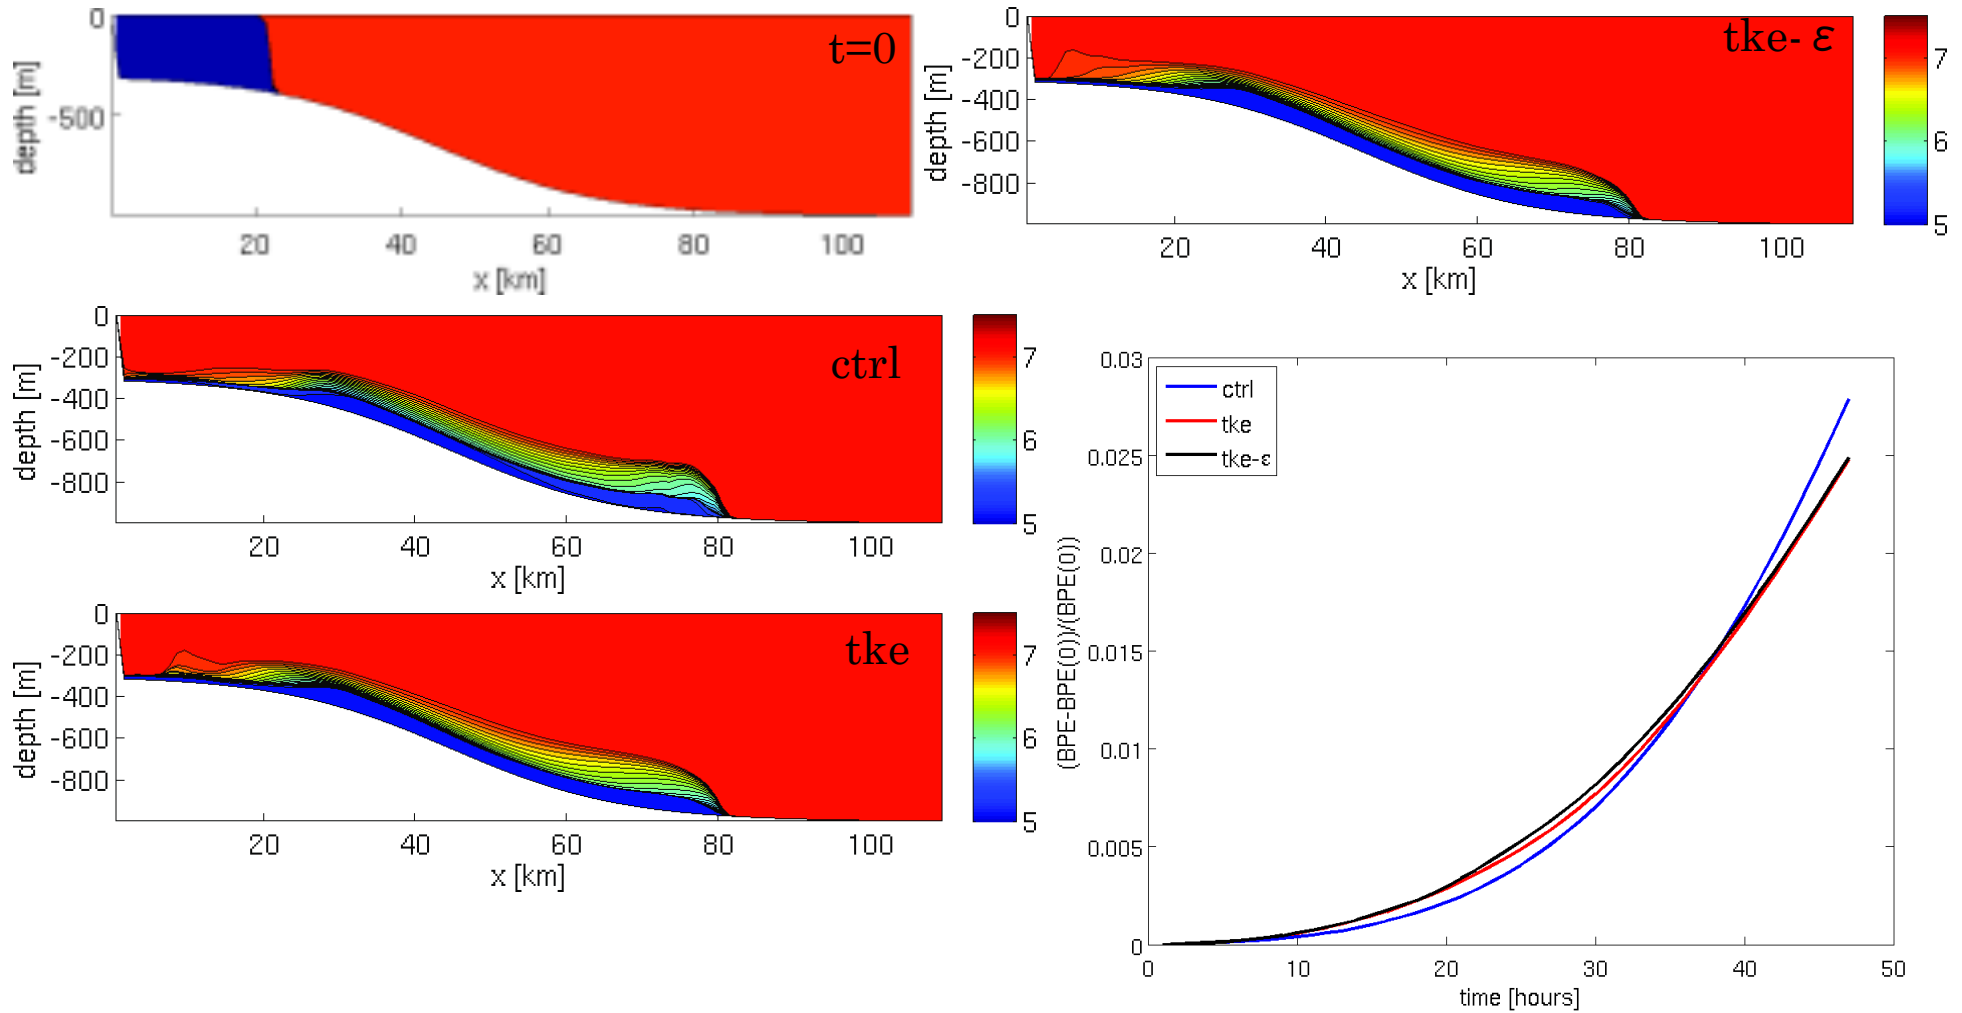 t=0
0
-500
depth [m]
20 40 60 80 100
x [km]
tke-ε
0
-200
-400
-600
-800
depth [m]
20 40 60 80 100
x [km]
7
6
5
ctrl
0
-200
-400
-600
-800
depth [m]
20 40 60 80 100
x [km]
7
6
5
tke
0
-200
-400
-600
-800
depth [m]
20 40 60 80 100
x [km]
7
6
5
0.03
0.025
0.02
0.015
0.01
0.005
0
(BPE-BPE(0))/(BPE(0))
ctrl
tke
tke-ε
0 10 20 30 40 50
time [hours]